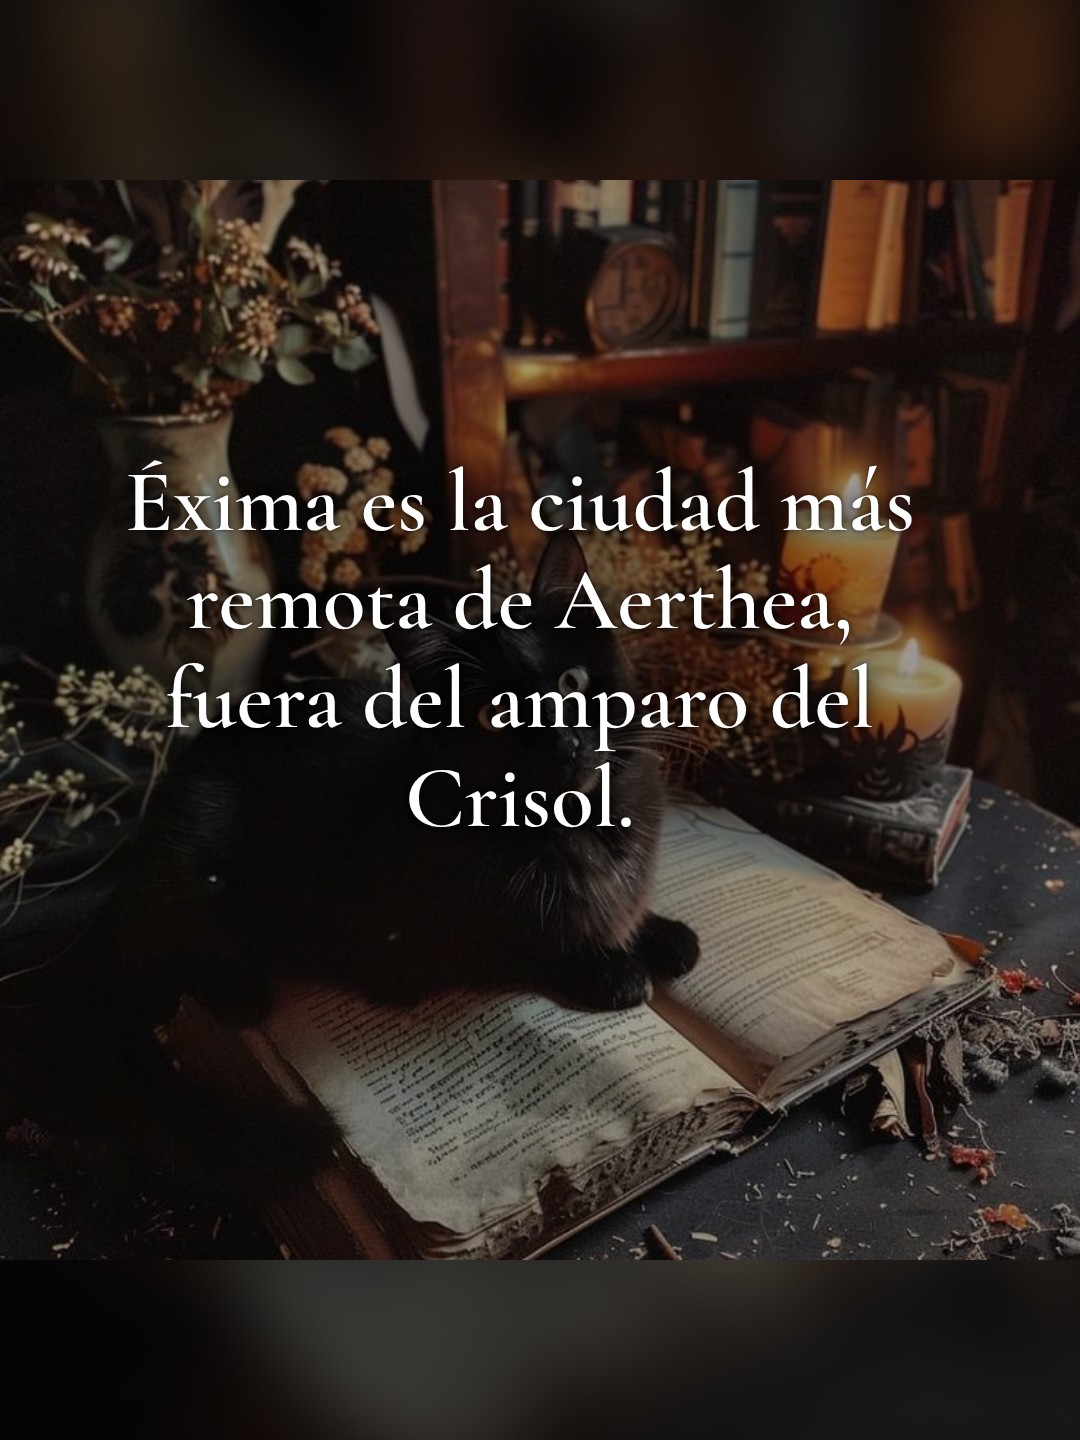 Éxima es la ciudad más
remota de Aerthea,
fuera del amparo del
Crisol.